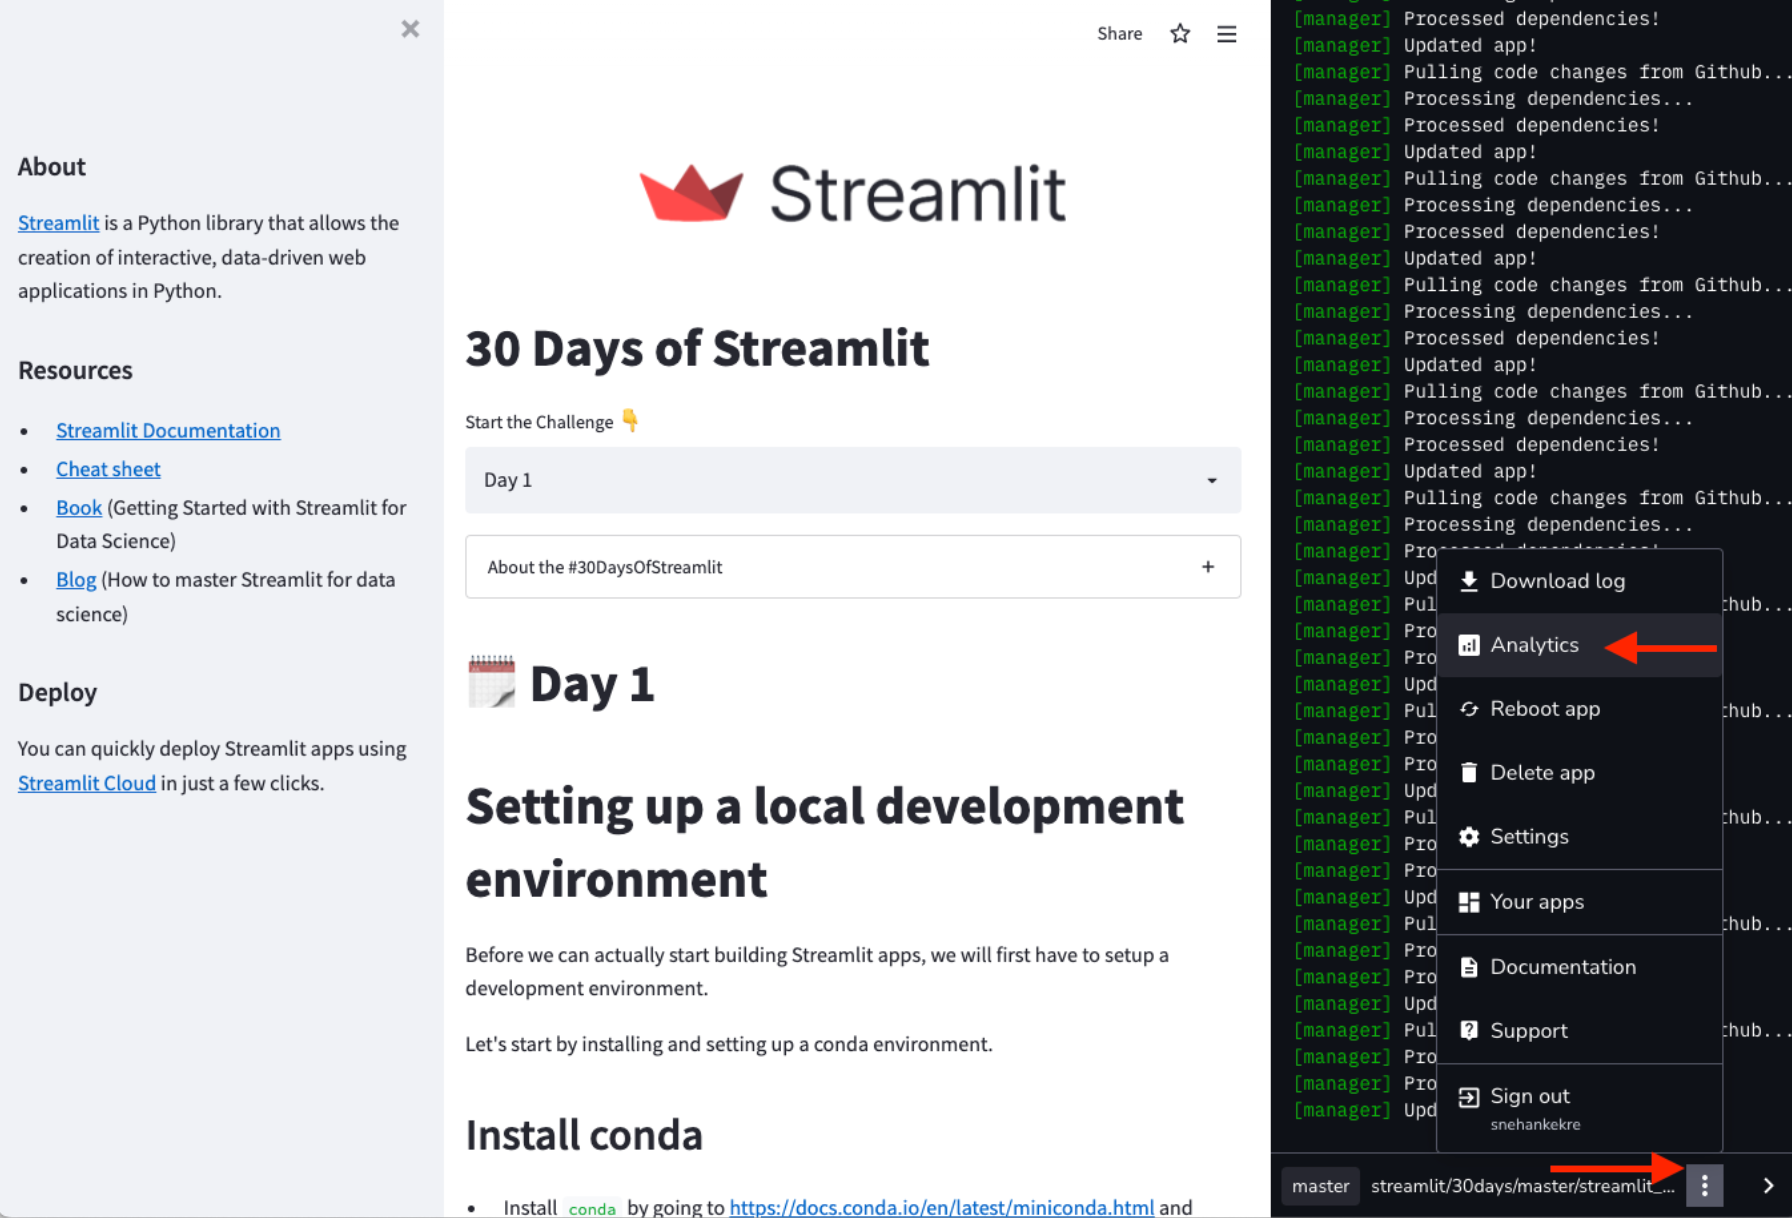 About
Streamlit is a Python library that allows the
creation of interactive, data-driven web
applications in Python.
Resources
• Streamlit Documentation
• Cheat sheet
• Book (Getting Started with Streamlit for
Data Science)
• Blog (How to master Streamlit for data
science)
Deploy
You can quickly deploy Streamlit apps using
Streamlit Cloud in just a few clicks.
Share
Streamlit
30 Days of Streamlit
Start the Challenge 👇
Day 1
About the #30DaysOfStreamlit
Day 1
Setting up a local development
environment
Before we can actually start building Streamlit apps, we will first have to setup a
development environment.
Let's start by installing and setting up a conda environment.
Install conda
• Install conda by going to https://docs.conda.io/en/latest/miniconda.html and
[manager] Processed dependencies!
[manager] Updated app!
[manager] Pulling code changes from Github...
[manager] Processing dependencies...
[manager] Processed dependencies!
[manager] Updated app!
[manager] Pulling code changes from Github...
[manager] Processing dependencies...
[manager] Processed dependencies!
[manager] Updated app!
[manager] Pulling code changes from Github...
[manager] Processing dependencies...
[manager] Processed dependencies!
[manager] Updated app!
[manager] Pulling code changes from Github...
[manager] Processing dependencies...
[manager] Processed dependencies!
[manager] Updated app!
[manager] Pulling code changes from Github...
[manager] Processing dependencies...
[manager] Pro
[manager] Upd
[manager] Pul thub...
[manager] Pro
[manager] Pro
[manager] Upd
[manager] Pul thub...
[manager] Pro
[manager] Pro
[manager] Upd
[manager] Pul thub...
[manager] Pro
[manager] Pro
[manager] Upd
[manager] Pul thub...
[manager] Pro
[manager] Pro
[manager] Upd
[manager] Pul thub...
[manager] Pro
[manager] Pro
[manager] Upd
Download log
Analytics
Reboot app
Delete app
Settings
Your apps
Documentation
Support
Sign out
snehankekre
master streamlit/30days/master/streamlit_...